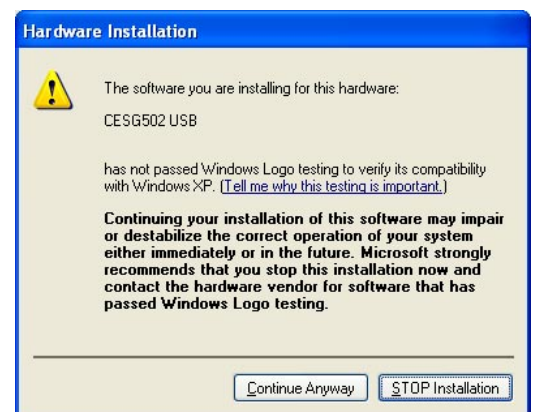 Hardware Installation
The software you are installing for this hardware:
CESG502 USB
has not passed Windows Logo testing to verify its compatibility
with Windows XP. (Tell me why this testing is important.)
Continuing your installation of this software may impair
or destabilize the correct operation of your system
either immediately or in the future. Microsoft strongly
recommends that you stop this installation now and
contact the hardware vendor for software that has
passed Windows Logo testing.
Continue Anyway STOP Installation